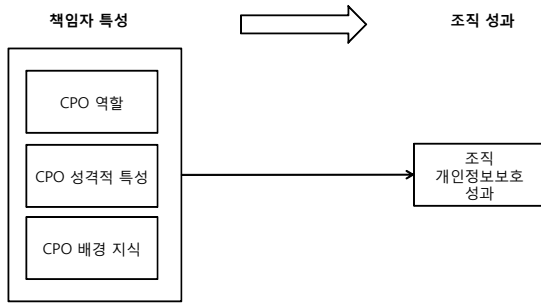 책임자 특성
조직 성과
CPO 역할
CPO 성격적 특성
CPO 배경 지식
조직
개인정보보호
성과